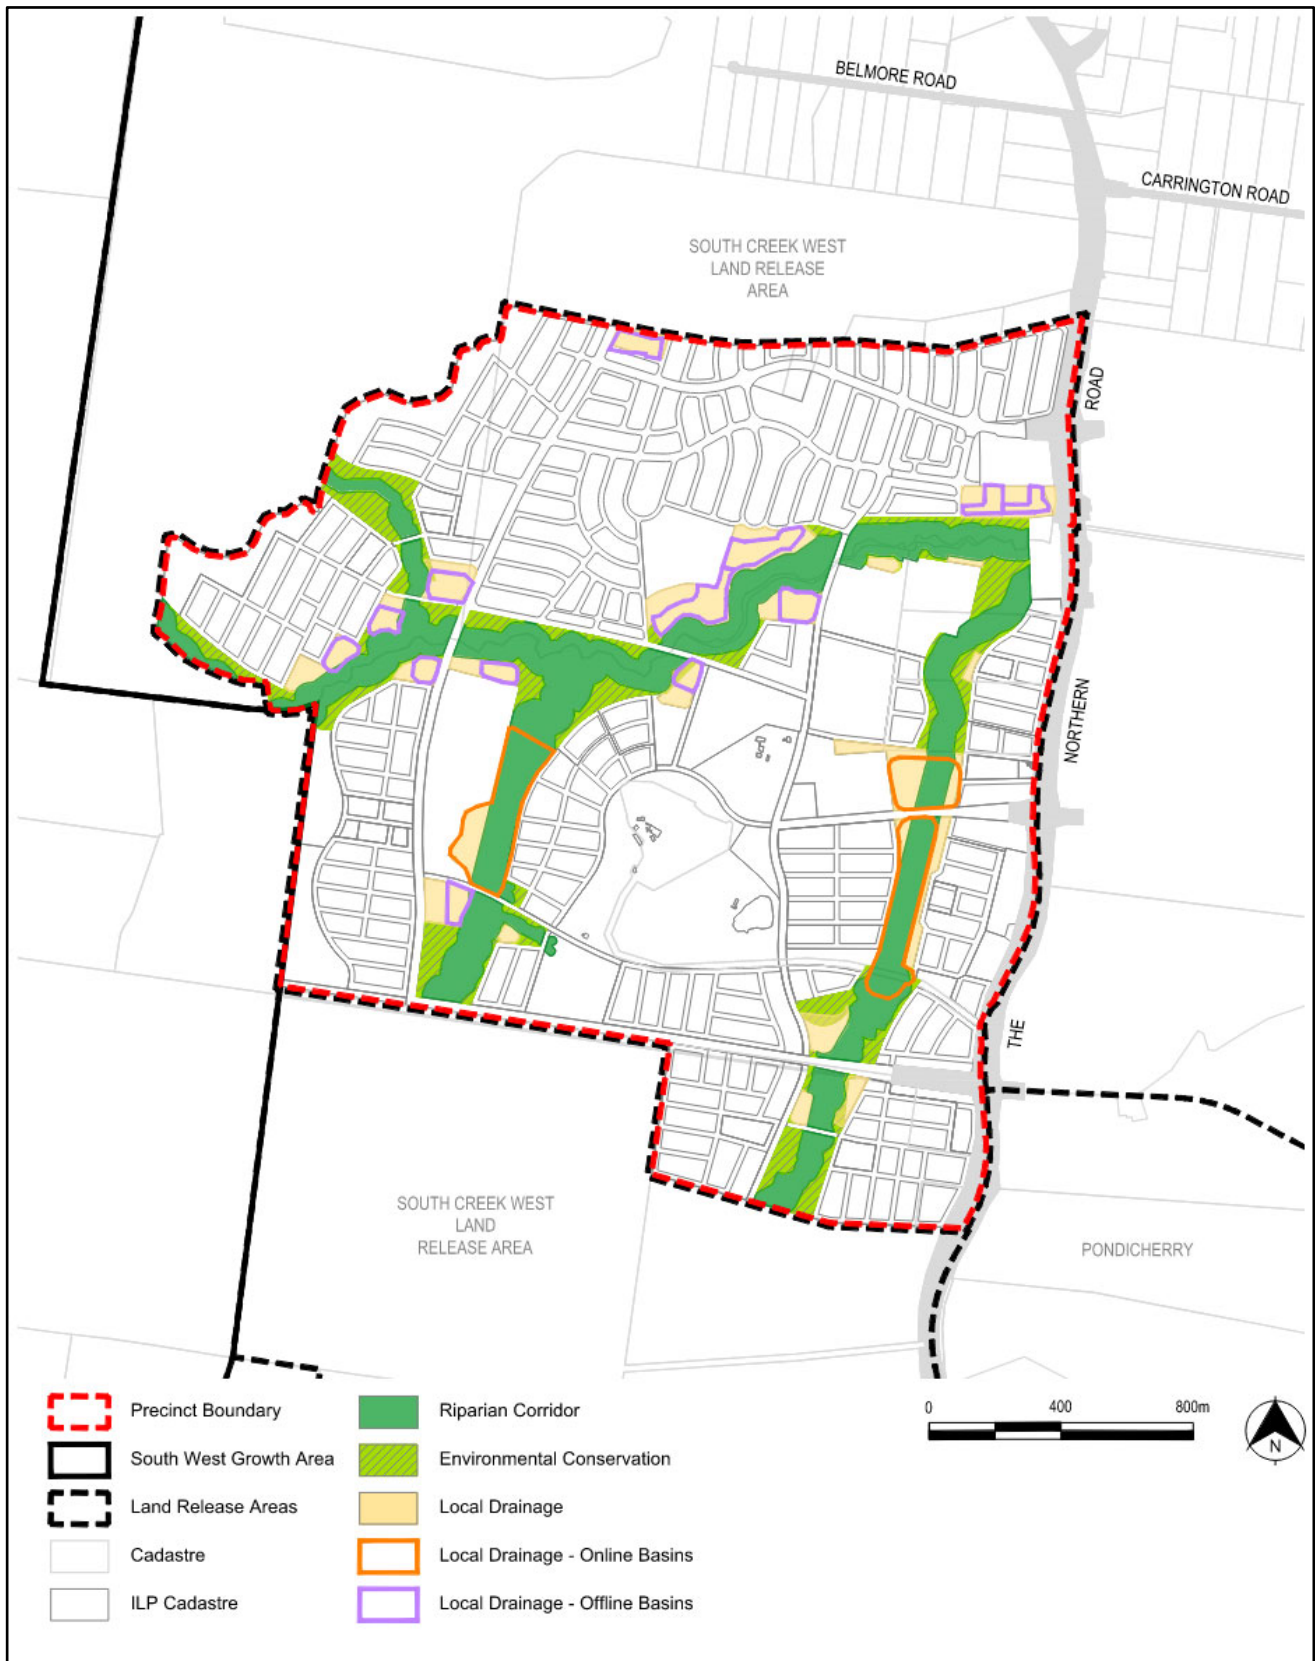 BELMORE ROAD
CARRINGTON ROAD
SOUTH CREEK WEST
LAND RELEASE
AREA
ROAD
NORTHERN
THE
SOUTH CREEK WEST
LAND
RELEASE AREA
PONDICHERRY
Precinct Boundary
South West Growth Area
Land Release Areas
Cadastre
ILP Cadastre
Riparian Corridor
Environmental Conservation
Local Drainage
Local Drainage - Online Basins
Local Drainage - Offline Basins
0 400 800m
N